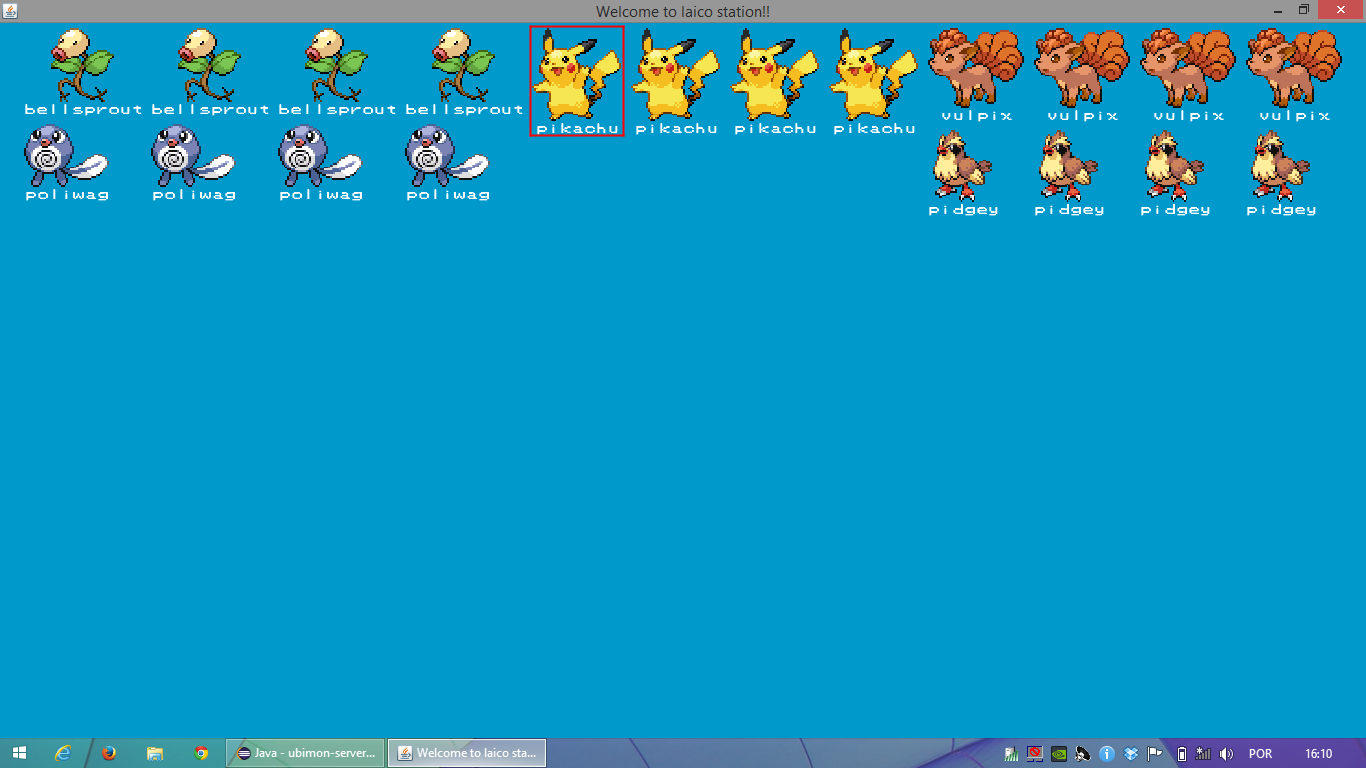 Welcome to laico station!!
bellsprout bellsprout bellsprout bellsprout pikachu pikachu pikachu pikachu vulpix vulpix vulpix vulpix
poliwag poliwag poliwag poliwag pidgey pidgey pidgey pidgey
Java - ubimon-server... Welcome to laico sta... POR 16:10